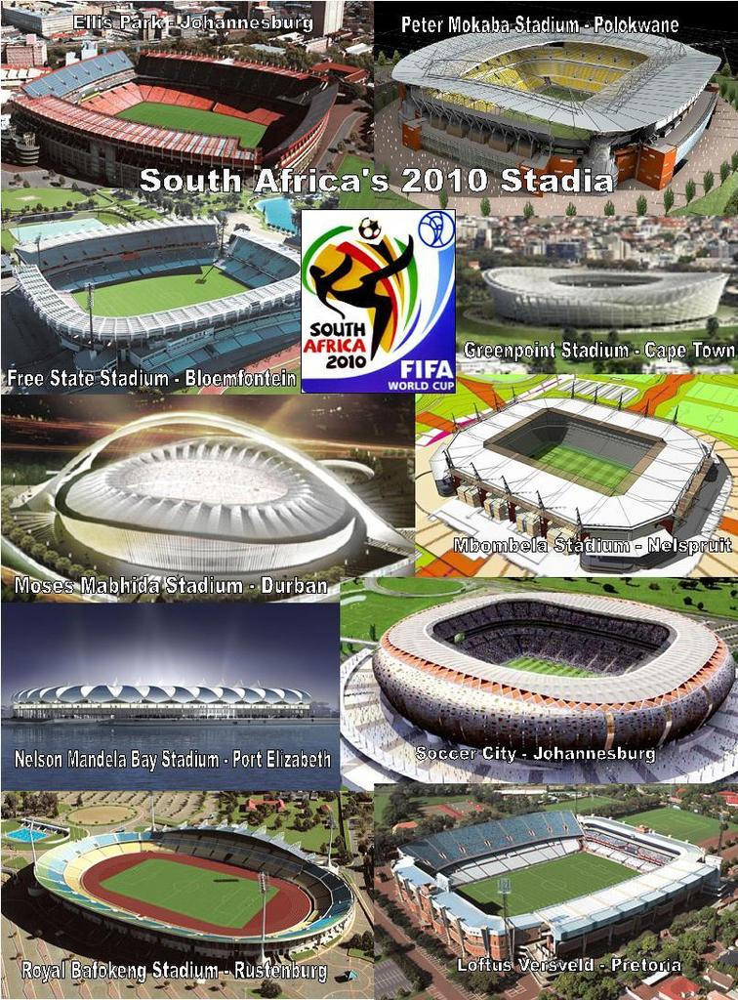 Ellis Park - Johannesburg
Peter Mokaba Stadium - Polokwane
South Africa's 2010 Stadia
SOUTH
AFRICA
2010
FIFA
WORLD CUP
Free State Stadium - Bloemfontein
Greenpoint Stadium - Cape Town
Moses Mabhida Stadium - Durban
Mbombela Stadium - Nelspruit
Nelson Mandela Bay Stadium - Port Elizabeth
Soccer City - Johannesburg
Royal Bafokeng Stadium - Rustenburg
Loftus Versveld - Pretoria